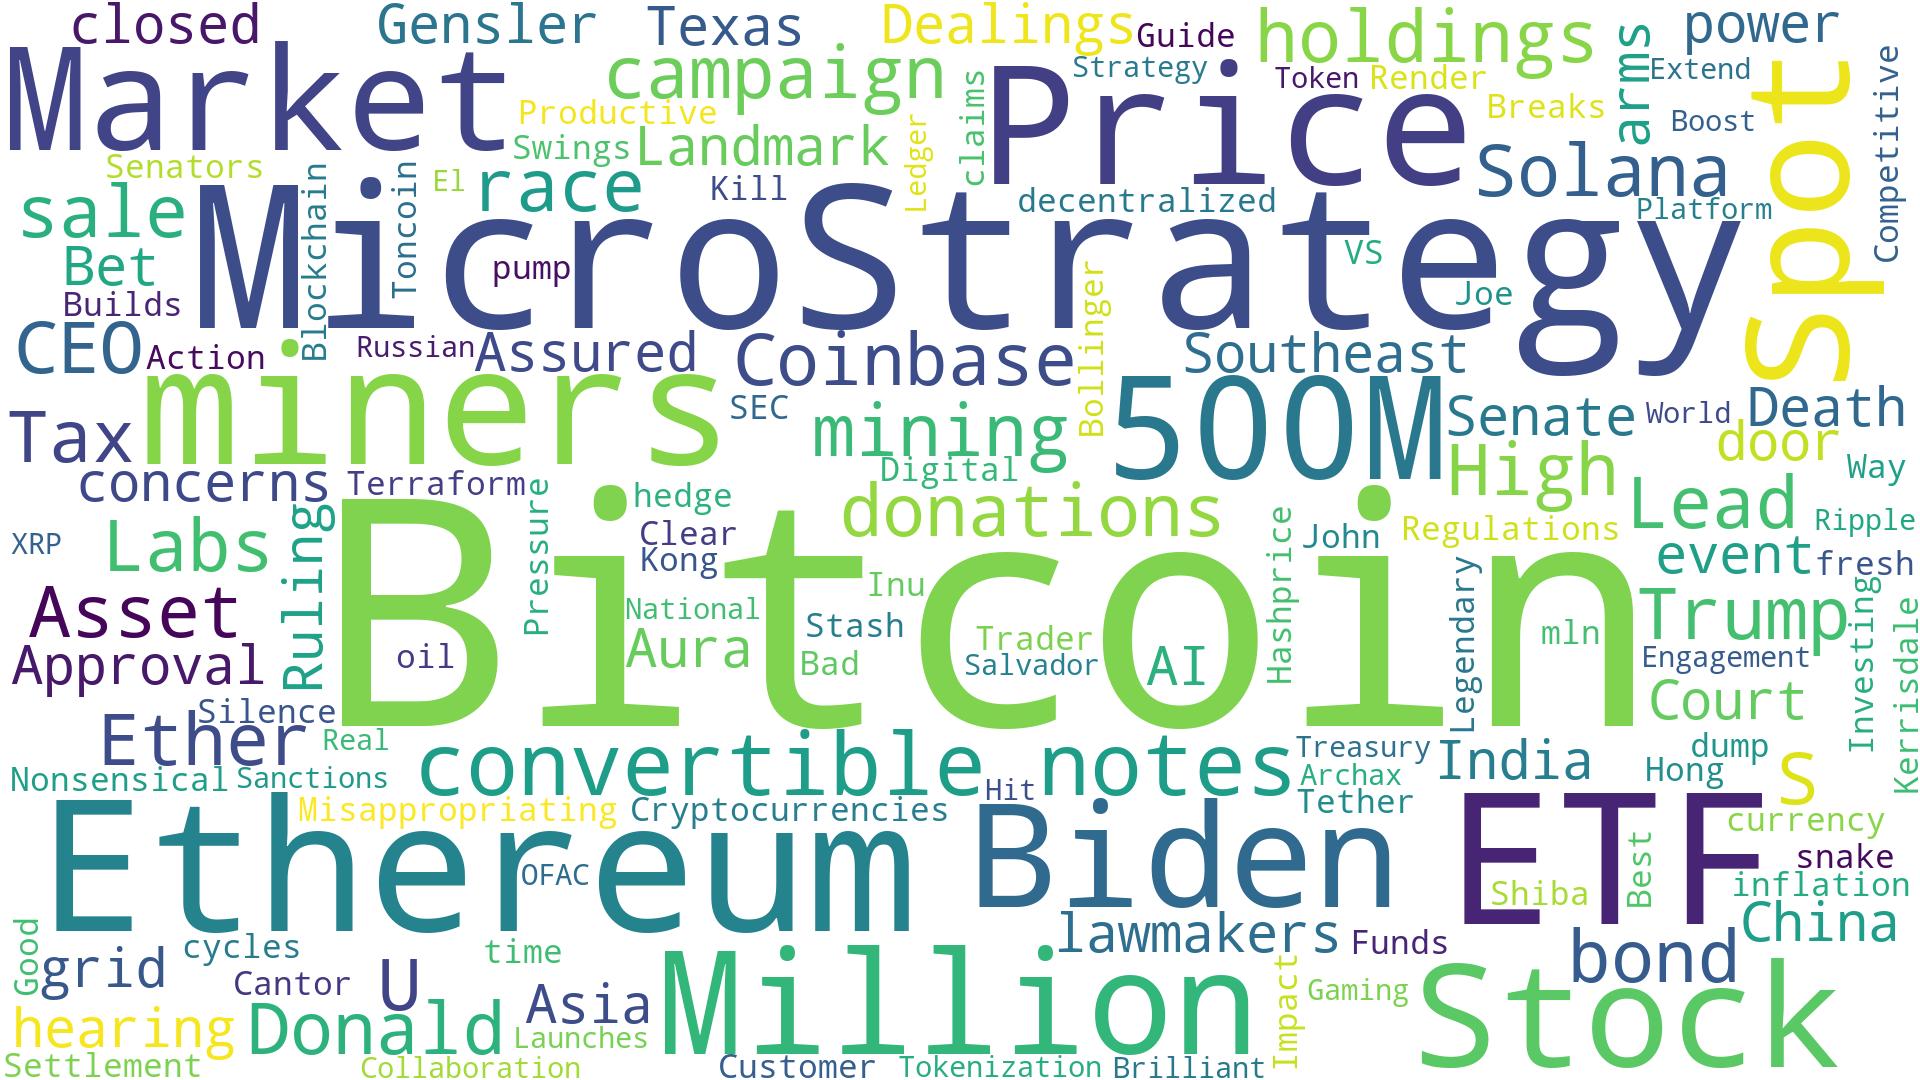 closed
Gensler
Texas
Dealings
Guide
holdings
arms
power
Market
campaign
Strategy
Price
Token
Render
Extend
spot
Competitive
Productive
claims
Breaks
Boost
Swings
Landmark
Ledger
Solana
Senators
Blockchain
Toncoin
El
race
Kill
decentralized
Platform
sale
MicroStrategy
VS
Bet
pump
Bollinger
Joe
Builds
CEO
Action
Russian
Assured
Coinbase
Southeast
miners
SEC
500M
Senate
World
Death
Tax
mining
door
concerns
Terraform
Digital
High
Way
Pressure
hedge
donations
Lead
Labs
Ruling
Clear
Hashprice
John
Regulations
Ripple
XRP
Kong
event
fresh
Bitcoin
Inu
Legendary
Asset
National
Stash
Trader
mln
Trump
Investing
Kerrisdale
Approval
oil
Aura
Bad
Salvador
AI
Engagement
Silence
Court
Ether
Real
convertible notes
Treasury
India
dump
Nonsensical
Sanctions
Hit
Archax
Hong
S
Misappropriating
Cryptocurrencies
Tether
Ethereum
OFAC
Biden
ETF
currency
snake
Shiba
Best
inflation
Good
cycles
time
lawmakers
Funds
China
grid
Cantor
U
Asia
Million
Impact
Gaming
bond
Stock
hearing
Donald
Launches
Settlement
Collaboration
Customer
Tokenization
Brilliant